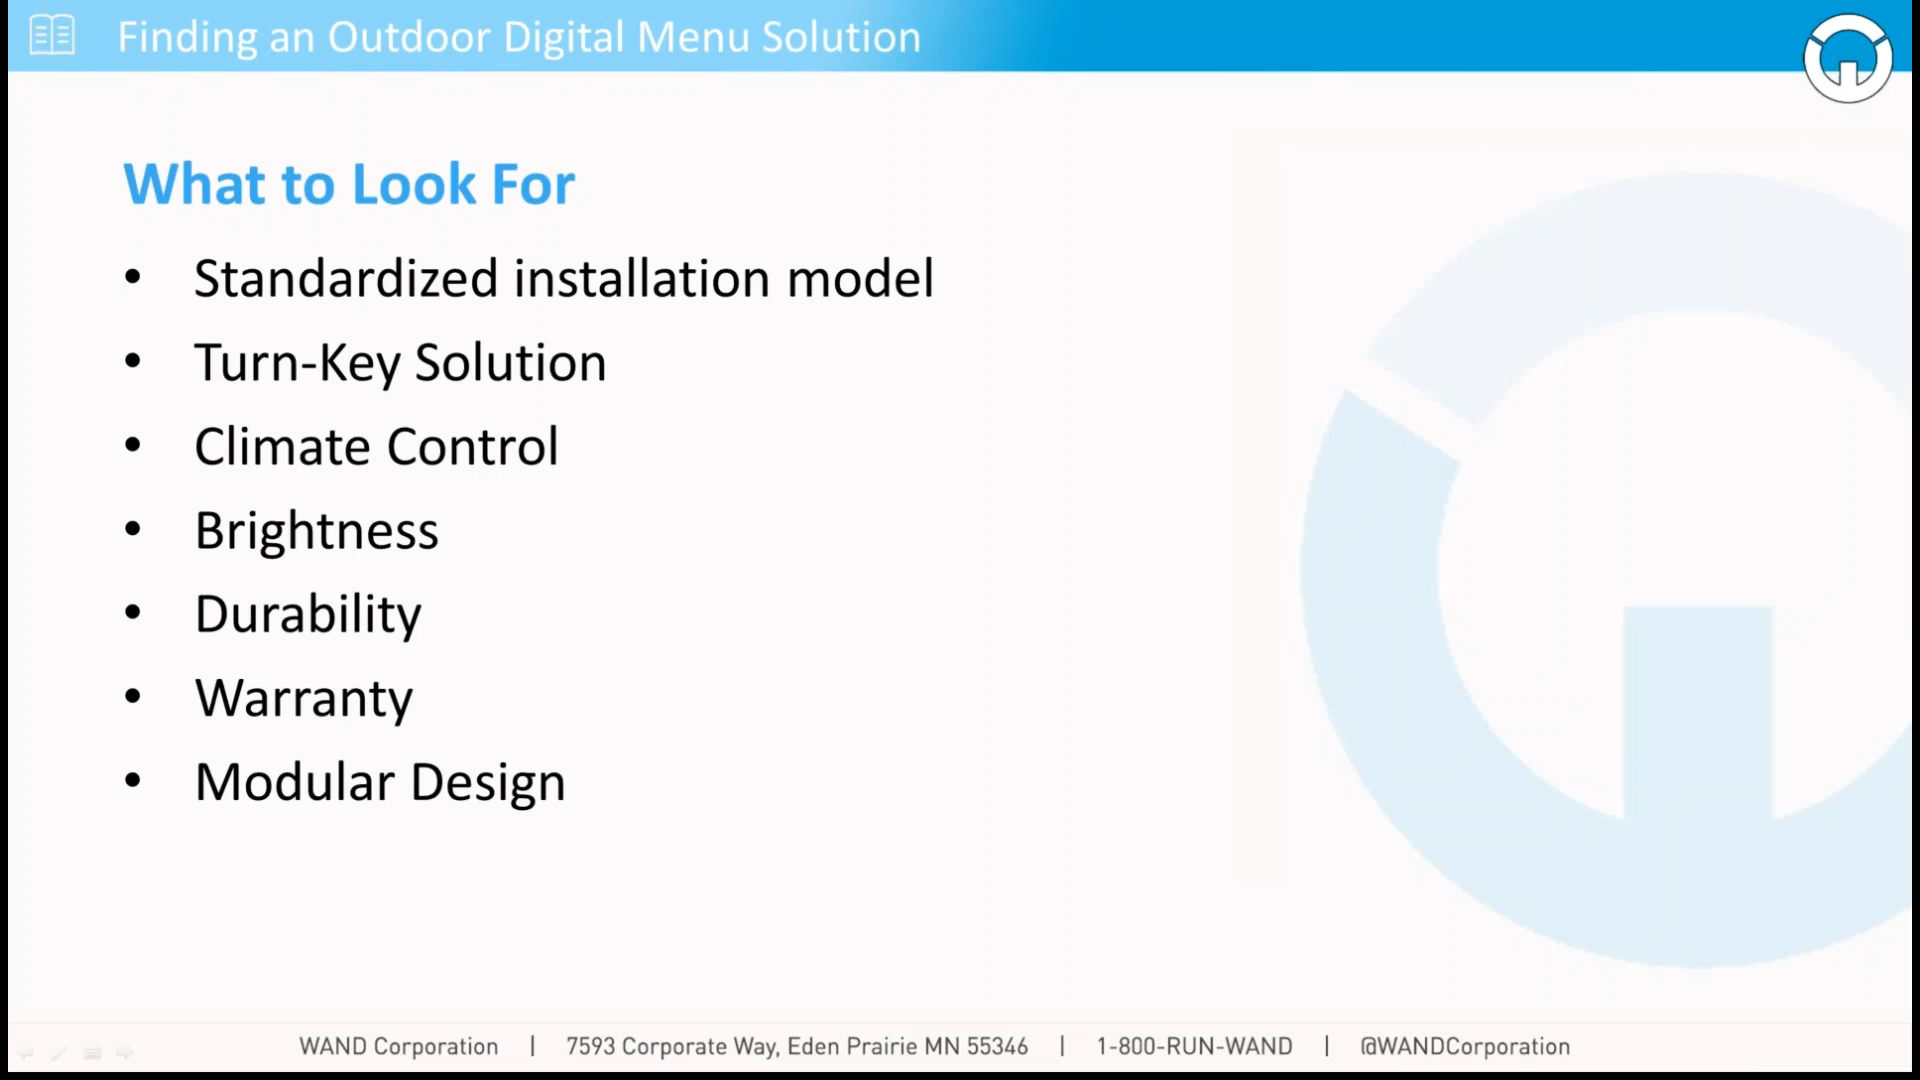 Finding an Outdoor Digital Menu Solution
What to Look For
• Standardized installation model
• Turn-Key Solution
• Climate Control
• Brightness
• Durability
• Warranty
• Modular Design
WAND Corporation | 7593 Corporate Way, Eden Prairie MN 55346 | 1-800-RUN-WAND | @WANDCorporation